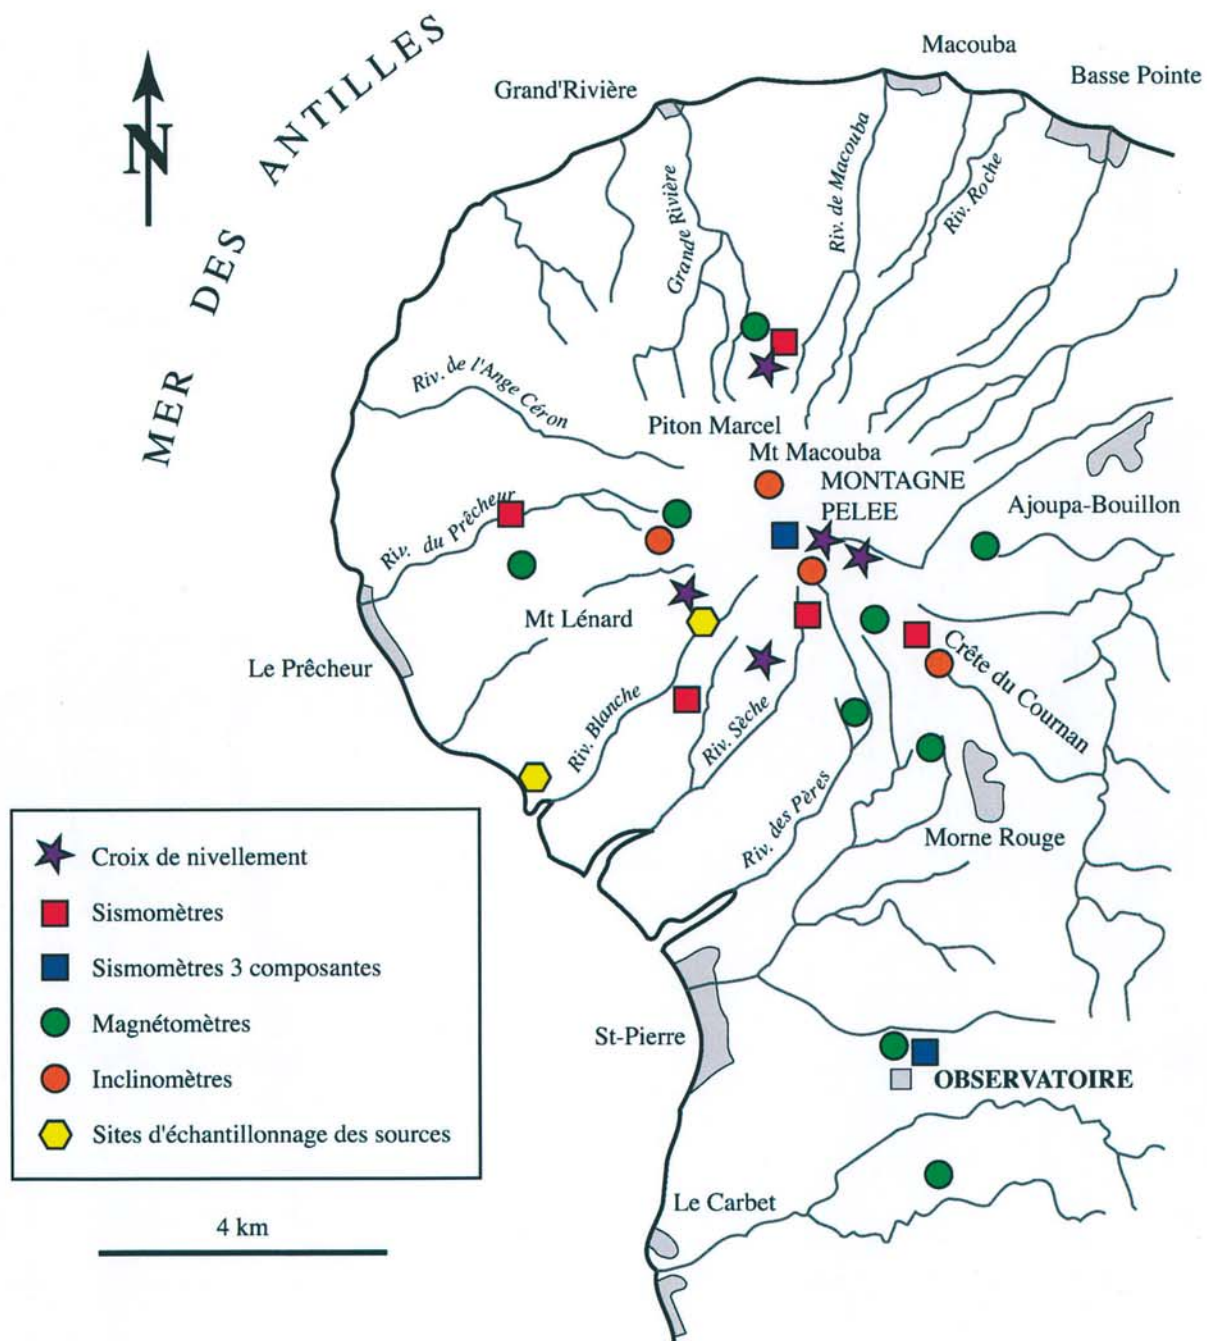 MER DES ANTILLES
N
Grand'Rivière
Macouba
Basse Pointe
Grande Rivière
Riv. de Macouba
Riv. Roche
Riv. de l'Ange Céron
Piton Marcel
Mt Macouba
MONTAGNE
PELEE
Ajoupa-Bouillon
Riv. du Prêcheur
Mt Lénard
Le Prêcheur
Crête du Cournan
Riv. Blanche
Riv. Sèche
Riv. des Pères
Morne Rouge
Croix de nivellement
Sismomètres
Sismomètres 3 composantes
Magnétomètres
Inclinomètres
Sites d'échantillonnage des sources
St-Pierre
OBSERVATOIRE
Le Carbet
4 km